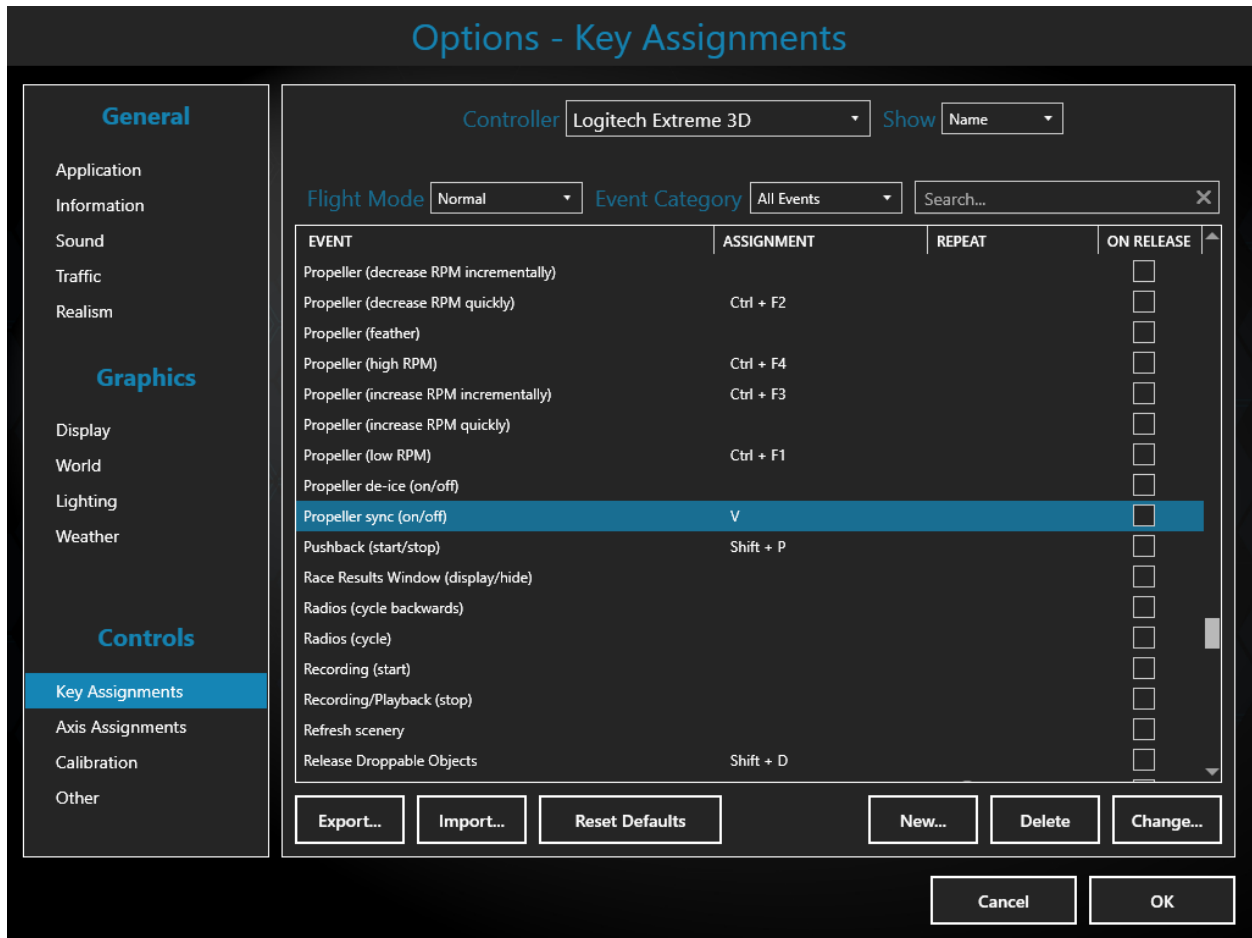 Options - Key Assignments
General
Application
Information
Sound
Traffic
Realism
Graphics
Display
World
Lighting
Weather
Controls
Key Assignments
Axis Assignments
Calibration
Other
Controller Logitech Extreme 3D Show Name
Flight Mode Normal Event Category All Events Search...
EVENT ASSIGNMENT REPEAT ON RELEASE
Propeller (decrease RPM incrementally)
Propeller (decrease RPM quickly) Ctrl + F2
Propeller (feather)
Propeller (high RPM) Ctrl + F4
Propeller (increase RPM incrementally) Ctrl + F3
Propeller (increase RPM quickly)
Propeller (low RPM) Ctrl + F1
Propeller de-ice (on/off)
Propeller sync (on/off) V
Pushback (start/stop) Shift + P
Race Results Window (display/hide)
Radios (cycle backwards)
Radios (cycle)
Recording (start)
Recording/Playback (stop)
Refresh scenery
Release Droppable Objects Shift + D
Export... Import... Reset Defaults New... Delete Change...
Cancel OK